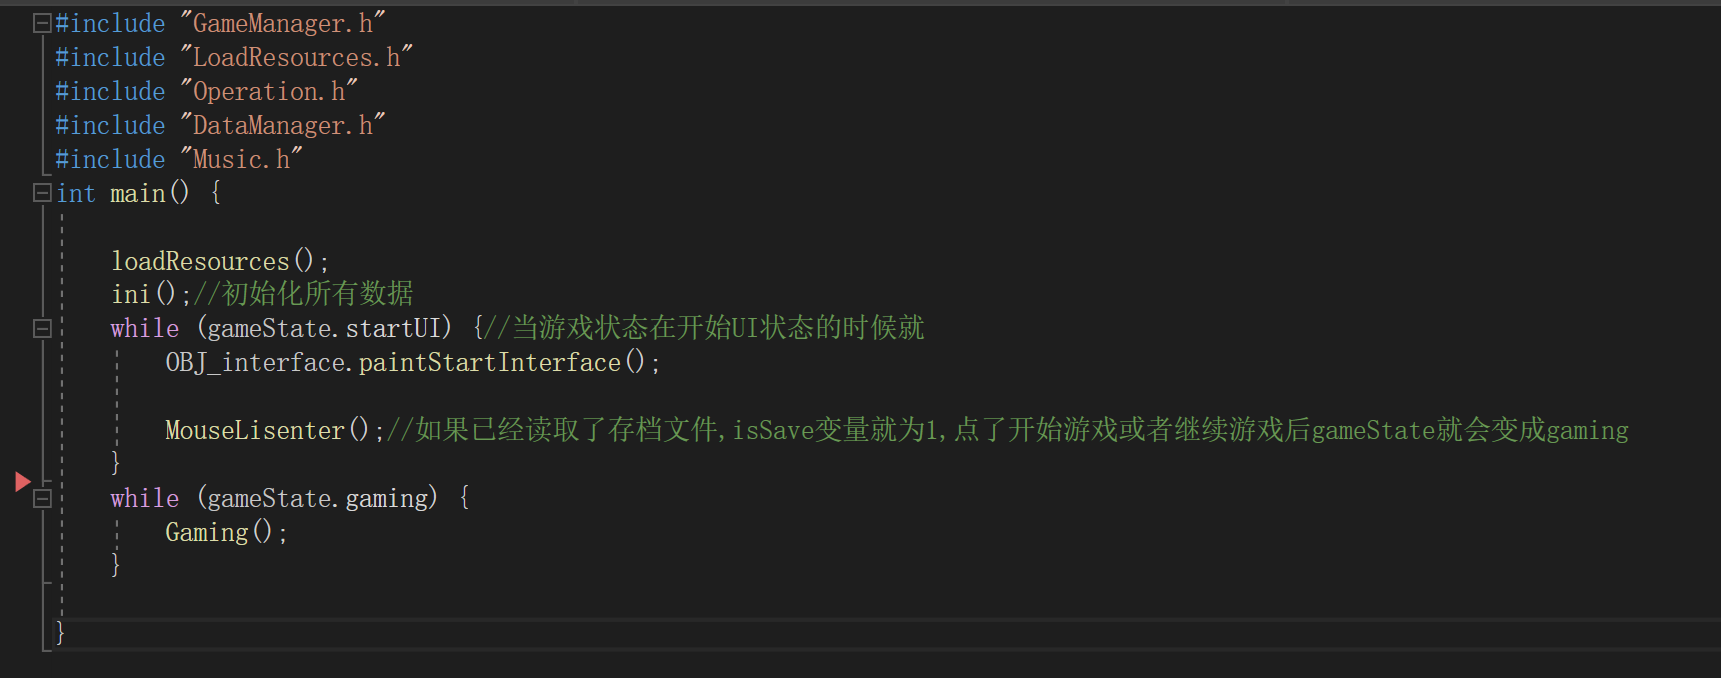 #include "GameManager.h"
#include "LoadResources.h"
#include "Operation.h"
#include "DataManager.h"
#include "Music.h"
int main() {
loadResources();
ini();//初始化所有数据
while (gameState.startUI) {//当游戏状态在开始UI状态的时候就
OBJ_interface.paintStartInterface();
MouseLisenter();//如果已经读取了存档文件,isSave变量就为1,点了开始游戏或者继续游戏后gameState就会变成gaming
}
while (gameState.gaming) {
Gaming();
}
}